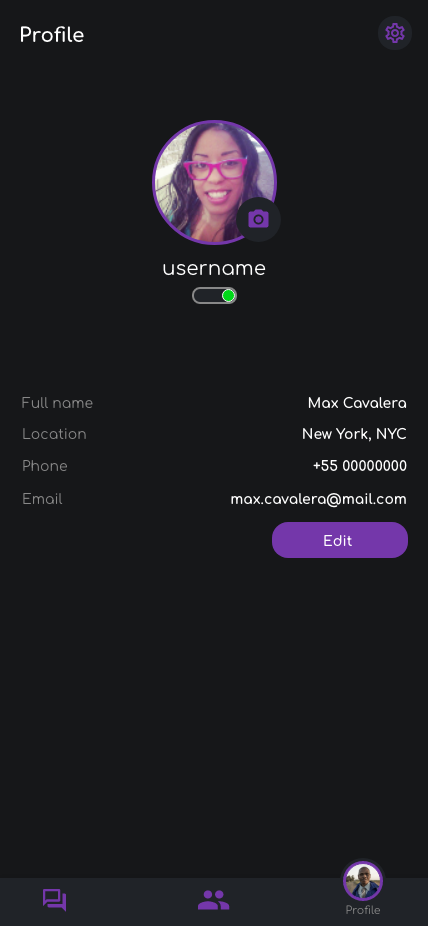 Profile
username
Full name Max Cavalera
Location New York, NYC
Phone +55 00000000
Email max.cavalera@mail.com
Edit
Profile